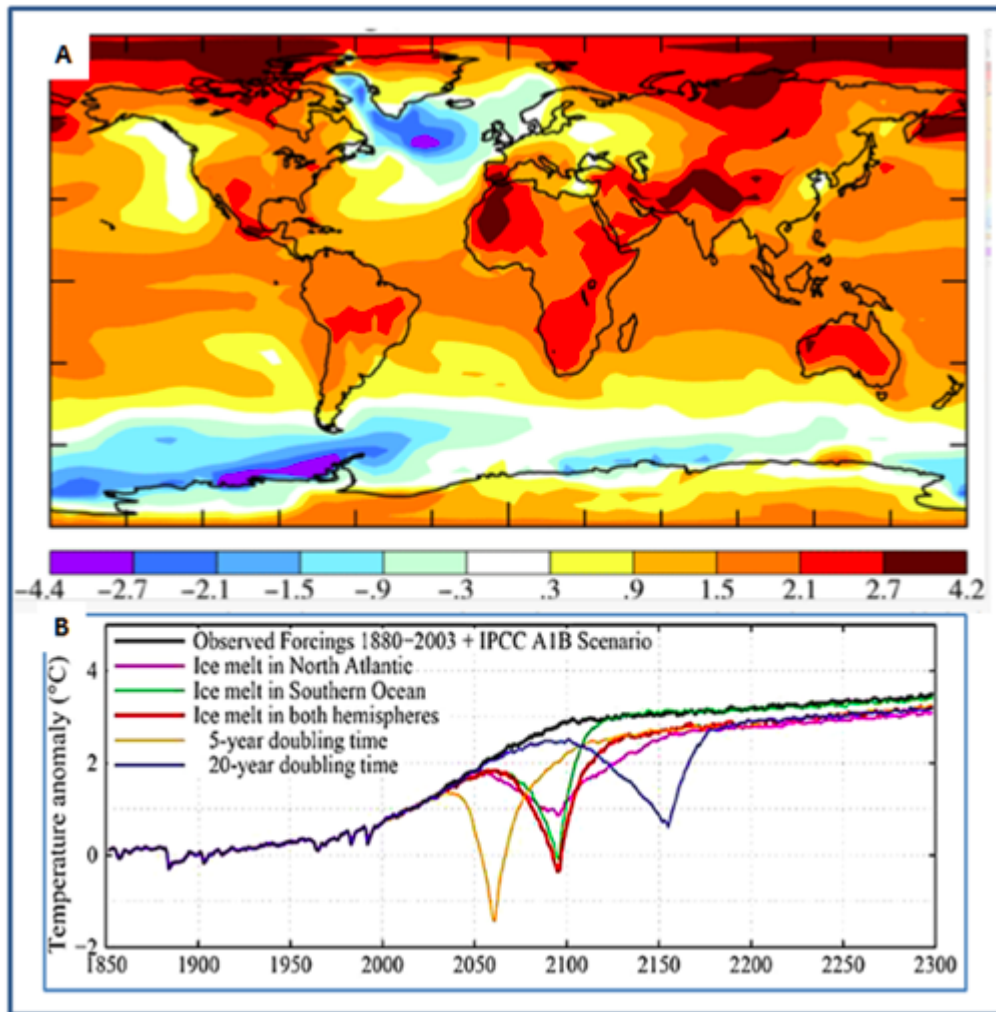 A
-4.4 -2.7 -2.1 -1.5 -.9 -.3 .3 .9 1.5 2.1 2.7 4.2
B
Observed Forcings 1880-2003 + IPCC A1B Scenario
Ice melt in North Atlantic
Ice melt in Southern Ocean
Ice melt in both hemispheres
5-year doubling time
20-year doubling time
Temperature anomaly (°C)
4
2
0
-2
1850 1900 1950 2000 2050 2100 2150 2200 2250 2300